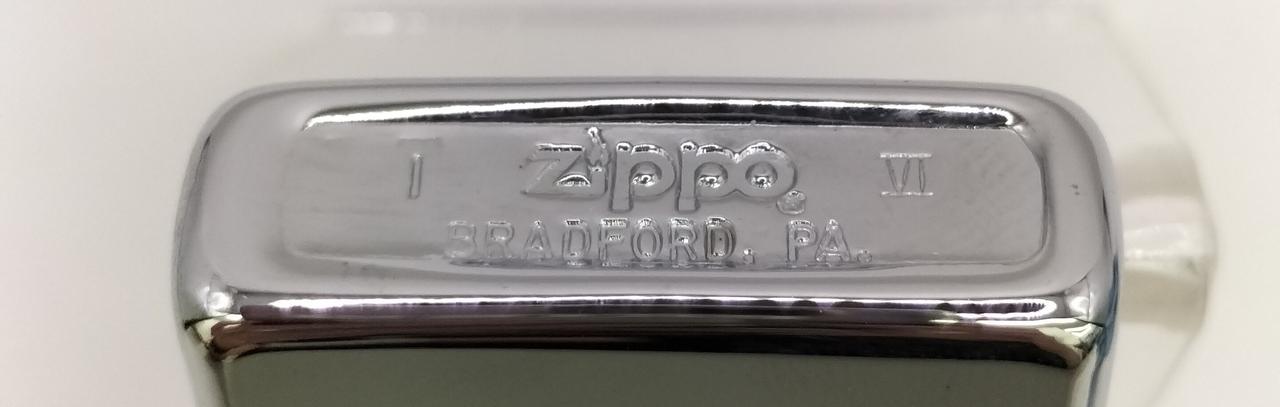 I zippo ® VI
BRADFORD. PA.